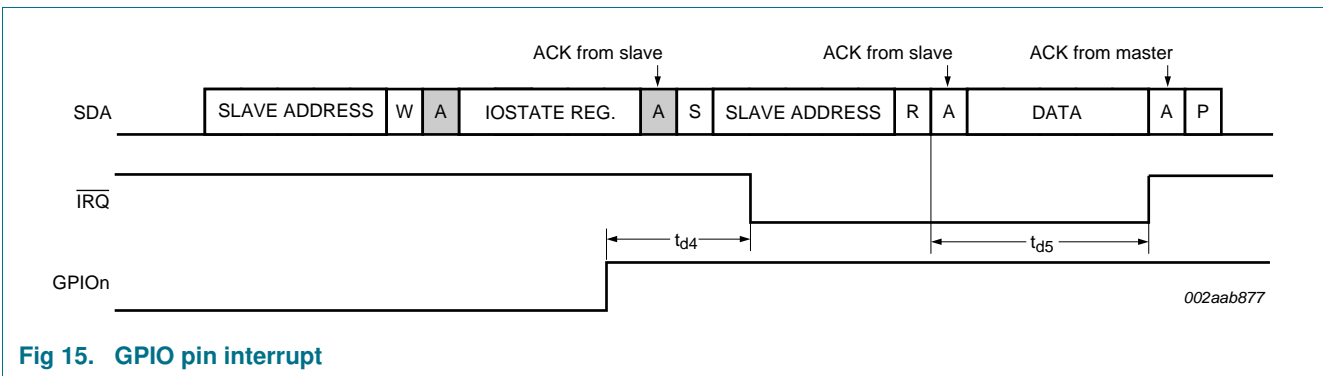 ACK from slave ACK from slave ACK from master
SDA SLAVE ADDRESS W A IOSTATE REG. A S SLAVE ADDRESS R A DATA A P
IRQ
td4 td5
GPIOn
002aab877
Fig 15. GPIO pin interrupt